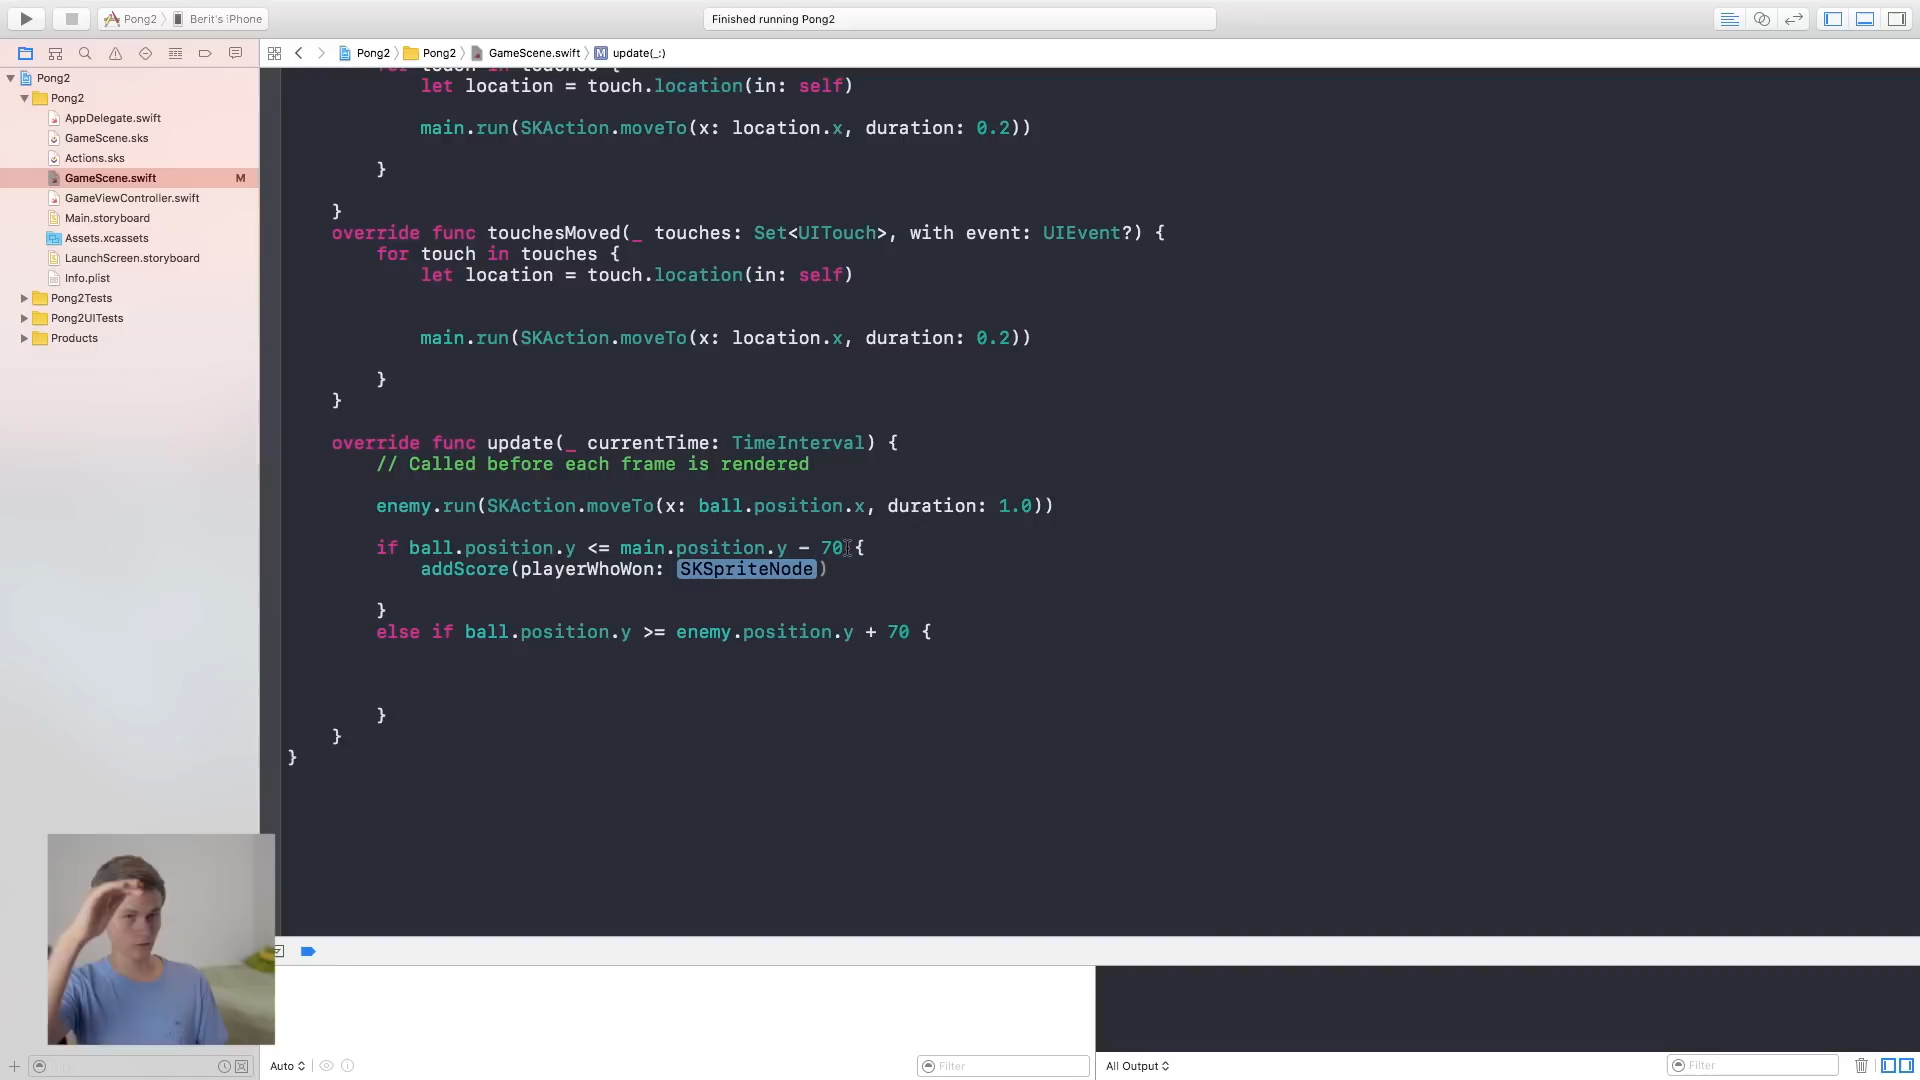 Pong2
Berit's iPhone
Finished running Pong2
Pong2
Pong2
GameScene.swift
M
update(_:)
Pong2
Pong2
AppDelegate.swift
GameScene.sks
Actions.sks
GameScene.swift
M
GameViewController.swift
Main.storyboard
Assets.xcassets
LaunchScreen.storyboard
Info.plist
Pong2Tests
Pong2UITests
Products
for touch in touches {
let location = touch.location(in: self)
main.run(SKAction.moveTo(x: location.x, duration: 0.2))
}
}
override func touchesMoved(_ touches: Set<UITouch>, with event: UIEvent?) {
for touch in touches {
let location = touch.location(in: self)
main.run(SKAction.moveTo(x: location.x, duration: 0.2))
}
}
override func update(_ currentTime: TimeInterval) {
// Called before each frame is rendered
enemy.run(SKAction.moveTo(x: ball.position.x, duration: 1.0))
if ball.position.y <= main.position.y - 70 {
addScore(playerWhoWon: SKSpriteNode)
}
else if ball.position.y >= enemy.position.y + 70 {
}
}
}
Auto
Filter
All Output
Filter